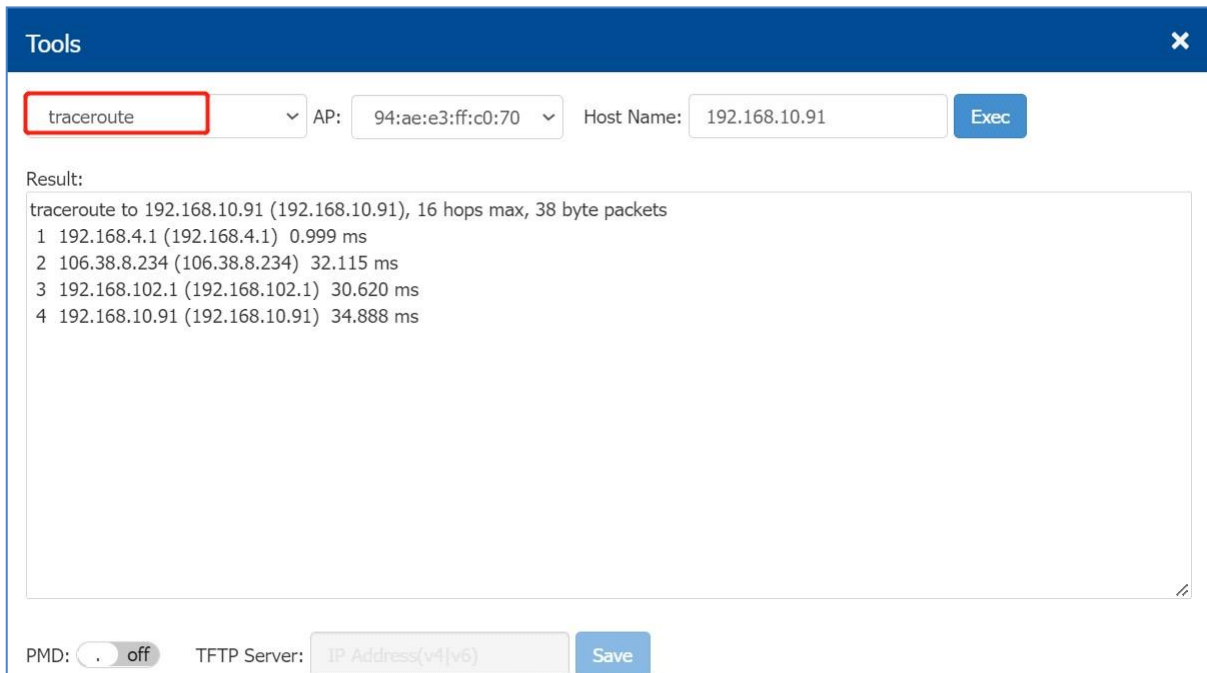 Tools
traceroute AP: 94:ae:e3:ff:c0:70 Host Name: 192.168.10.91 Exec
Result:
traceroute to 192.168.10.91 (192.168.10.91), 16 hops max, 38 byte packets
1 192.168.4.1 (192.168.4.1) 0.999 ms
2 106.38.8.234 (106.38.8.234) 32.115 ms
3 192.168.102.1 (192.168.102.1) 30.620 ms
4 192.168.10.91 (192.168.10.91) 34.888 ms
PMD: . off TFTP Server: IP Address(v4|v6) Save